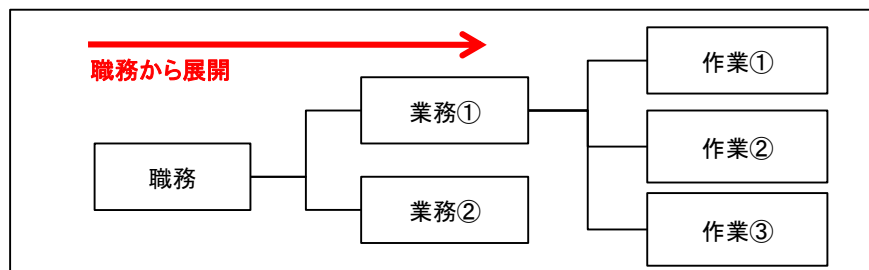 職務から展開
職務
業務①
業務②
作業①
作業②
作業③